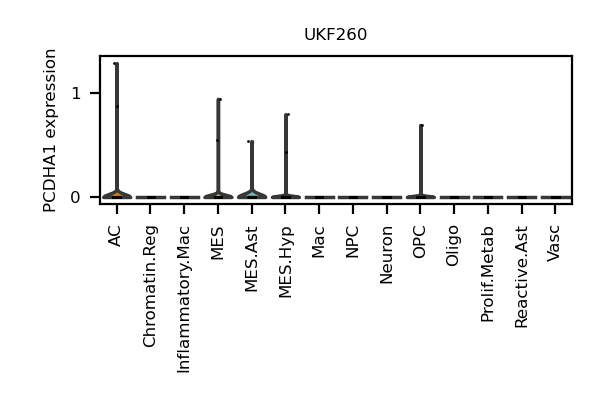 UKF260
PCDHA1 expression
1
0
AC
Chromatin.Reg
Inflammatory.Mac
MES
MES.Ast
MES.Hyp
Mac
NPC
Neuron
OPC
Oligo
Prolif.Metab
Reactive.Ast
Vasc